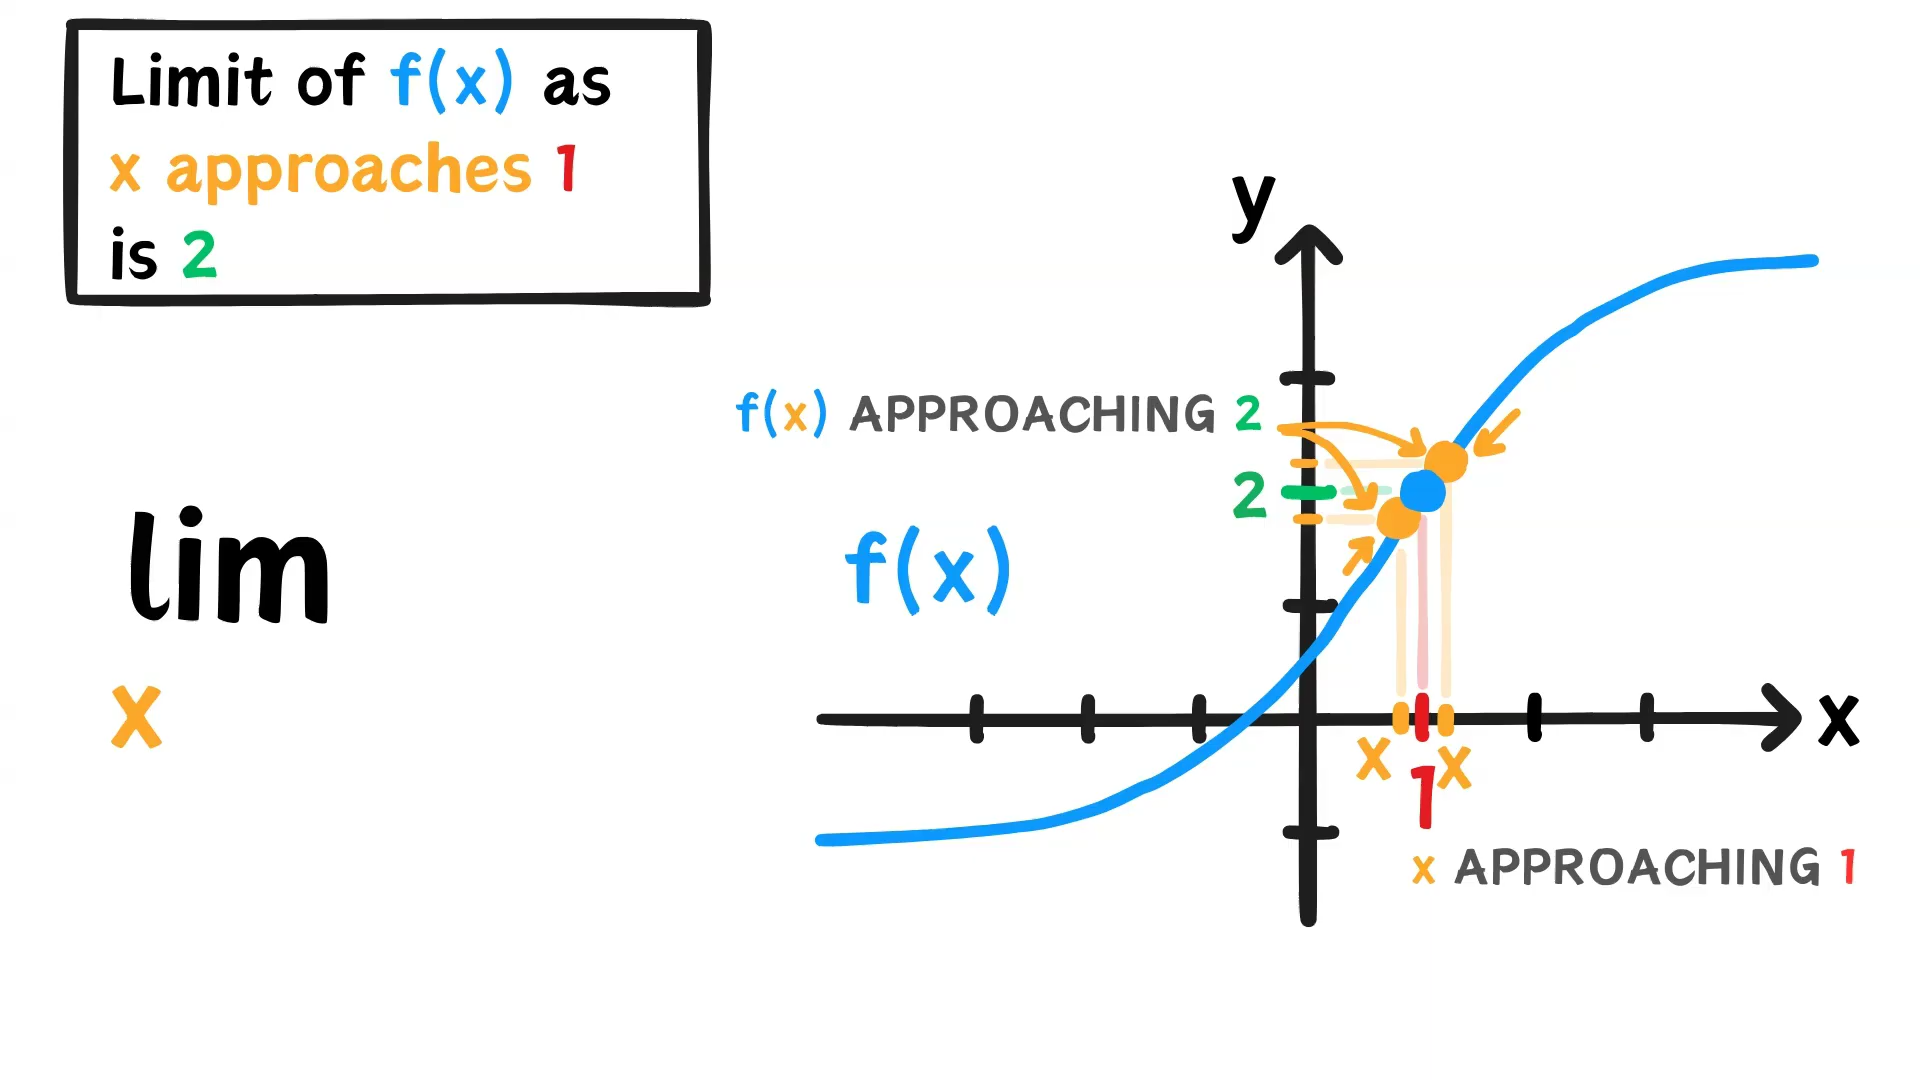 Limit of f(x) as
x approaches 1
is 2
y
f(x) APPROACHING 2
2
lim
f(x)
x
x
x x
1
x APPROACHING 1